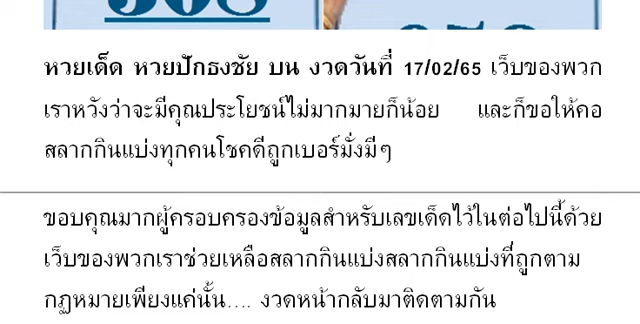 หวยเด็ด หวยปักธงชัย บน งวดวันที่ 17/02/65 เว็บของพวก
เราหวังว่าจะมีคุณประโยชน์ไม่มากมายก็น้อย และก็ขอให้คอ
สลากกินแบ่งทุกคนโชคดีถูกเบอร์มั่งมีๆ
ขอบคุณมากผู้ครอบครองข้อมูลสำหรับเลขเด็ดไว้ในต่อไปนี้ด้วย
เว็บของพวกเราช่วยเหลือสลากกินแบ่งสลากกินแบ่งที่ถูกตาม
กฏหมายเพียงแค่นั้น.... งวดหน้ากลับมาติดตามกัน